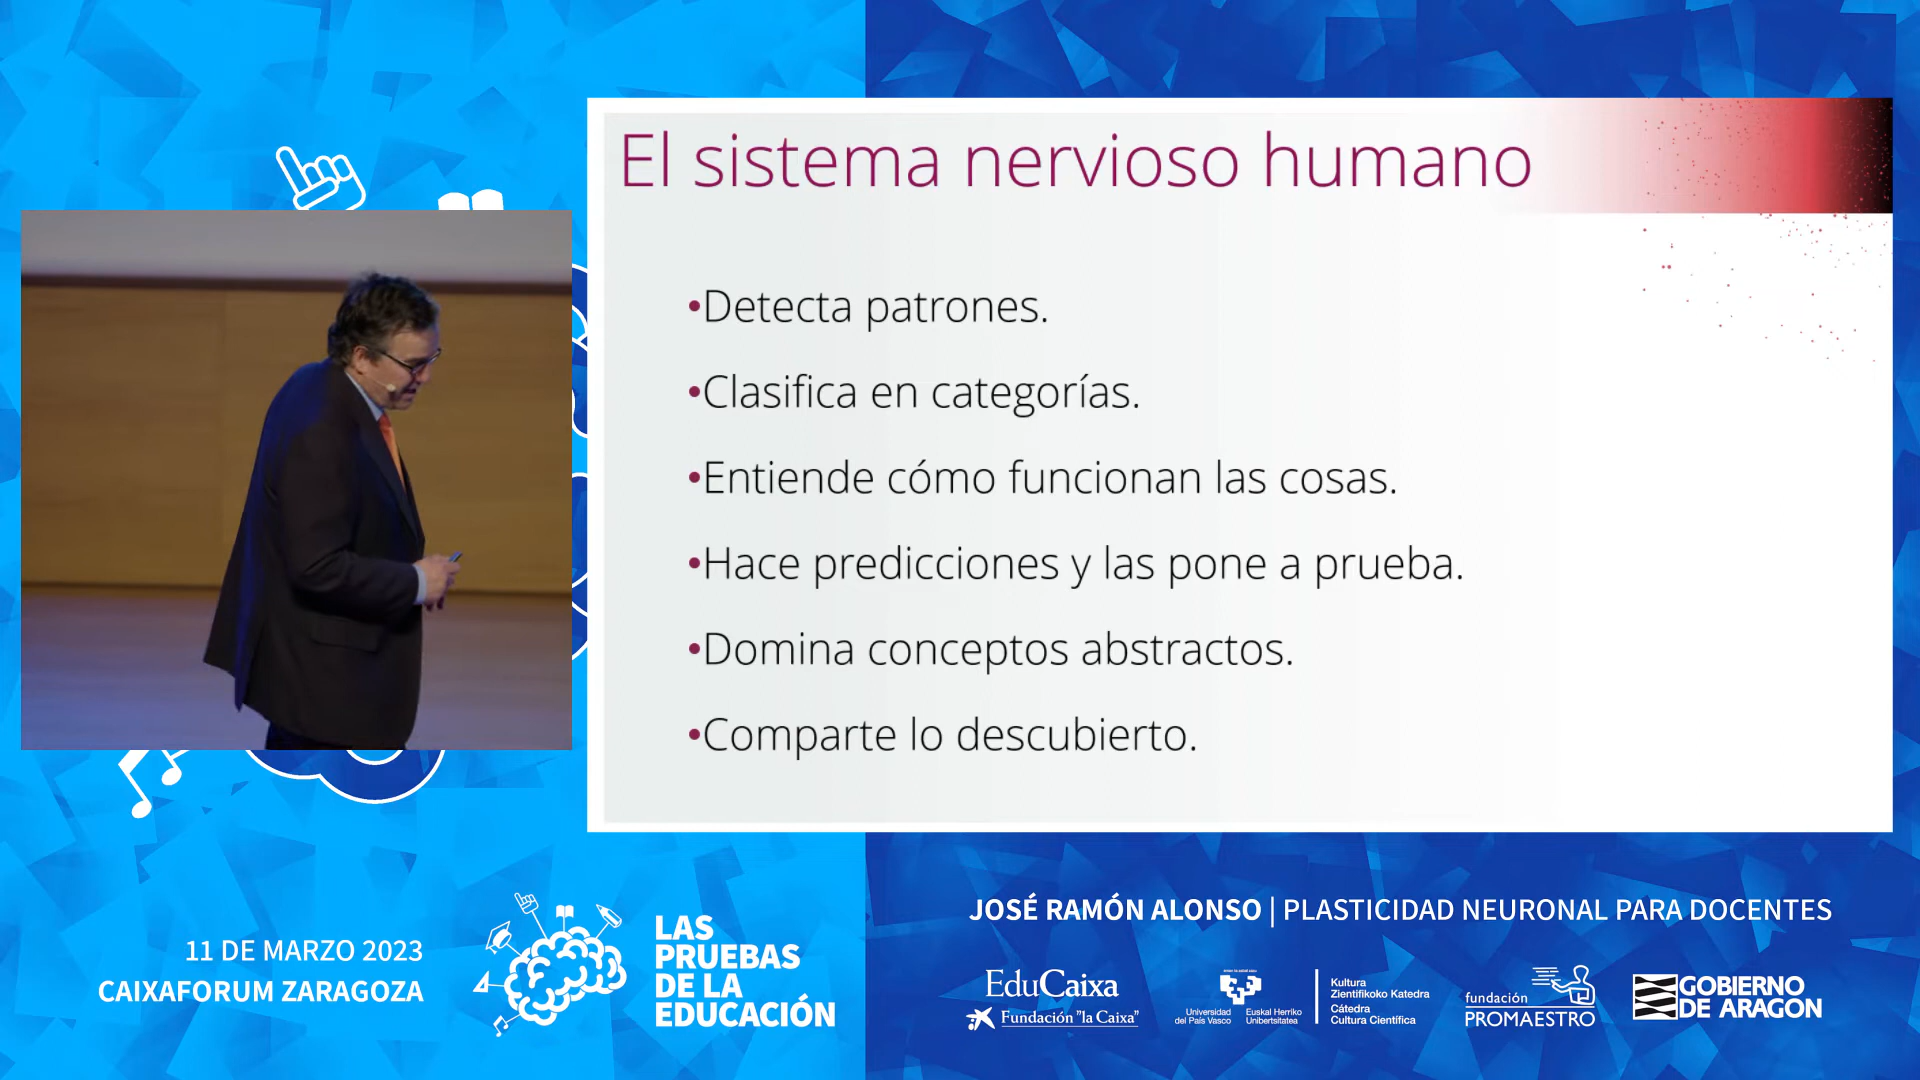 El sistema nervioso humano
•Detecta patrones.
•Clasifica en categorías.
•Entiende cómo funcionan las cosas.
•Hace predicciones y las pone a prueba.
•Domina conceptos abstractos.
•Comparte lo descubierto.
JOSÉ RAMÓN ALONSO | PLASTICIDAD NEURONAL PARA DOCENTES
11 DE MARZO 2023
CAIXAFORUM ZARAGOZA
LAS
PRUEBAS
DE LA
EDUCACIÓN
EduCaixa
Fundación "la Caixa"
Universidad
del País Vasco
Euskal Herriko
Unibertsitatea
Kultura
Zientifikoko Katedra
Cátedra
Cultura Científica
fundación
PROMAESTRO
GOBIERNO
DE ARAGON